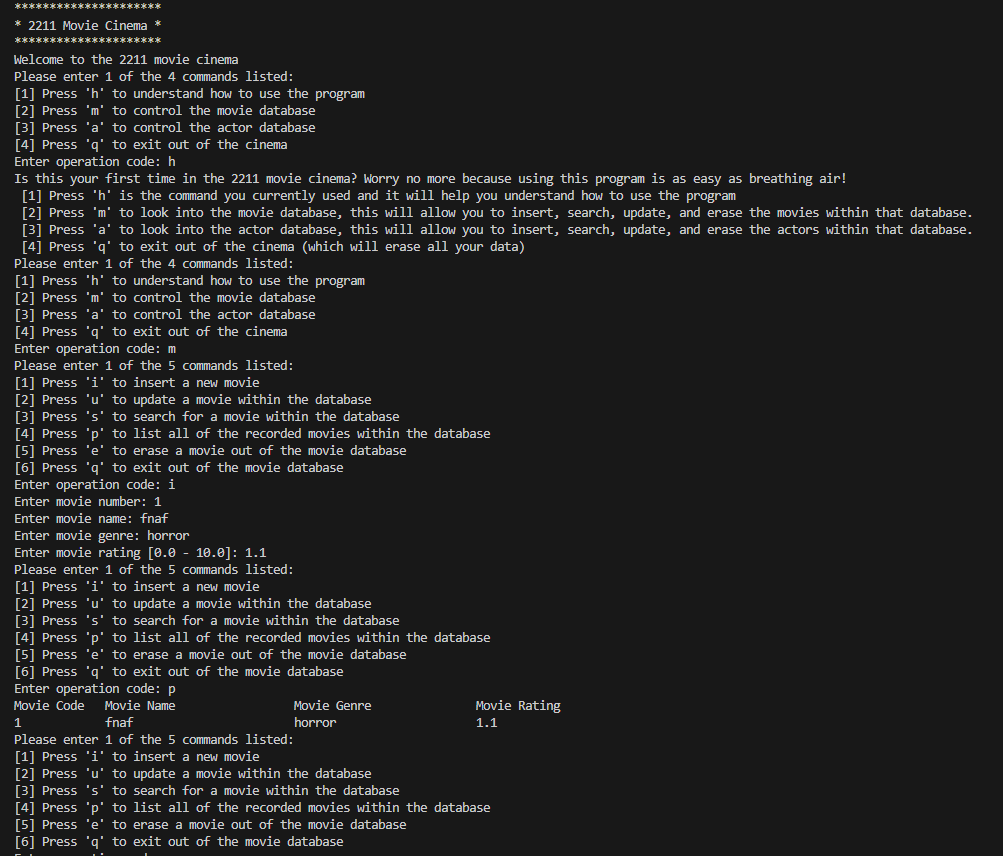 *********************
* 2211 Movie Cinema *
*********************
Welcome to the 2211 movie cinema
Please enter 1 of the 4 commands listed:
[1] Press 'h' to understand how to use the program
[2] Press 'm' to control the movie database
[3] Press 'a' to control the actor database
[4] Press 'q' to exit out of the cinema
Enter operation code: h
Is this your first time in the 2211 movie cinema? Worry no more because using this program is as easy as breathing air!
[1] Press 'h' is the command you currently used and it will help you understand how to use the program
[2] Press 'm' to look into the movie database, this will allow you to insert, search, update, and erase the movies within that database.
[3] Press 'a' to look into the actor database, this will allow you to insert, search, update, and erase the actors within that database.
[4] Press 'q' to exit out of the cinema (which will erase all your data)
Please enter 1 of the 4 commands listed:
[1] Press 'h' to understand how to use the program
[2] Press 'm' to control the movie database
[3] Press 'a' to control the actor database
[4] Press 'q' to exit out of the cinema
Enter operation code: m
Please enter 1 of the 5 commands listed:
[1] Press 'i' to insert a new movie
[2] Press 'u' to update a movie within the database
[3] Press 's' to search for a movie within the database
[4] Press 'p' to list all of the recorded movies within the database
[5] Press 'e' to erase a movie out of the movie database
[6] Press 'q' to exit out of the movie database
Enter operation code: i
Enter movie number: 1
Enter movie name: fnaf
Enter movie genre: horror
Enter movie rating [0.0 - 10.0]: 1.1
Please enter 1 of the 5 commands listed:
[1] Press 'i' to insert a new movie
[2] Press 'u' to update a movie within the database
[3] Press 's' to search for a movie within the database
[4] Press 'p' to list all of the recorded movies within the database
[5] Press 'e' to erase a movie out of the movie database
[6] Press 'q' to exit out of the movie database
Enter operation code: p
Movie Code Movie Name Movie Genre Movie Rating
1 fnaf horror 1.1
Please enter 1 of the 5 commands listed:
[1] Press 'i' to insert a new movie
[2] Press 'u' to update a movie within the database
[3] Press 's' to search for a movie within the database
[4] Press 'p' to list all of the recorded movies within the database
[5] Press 'e' to erase a movie out of the movie database
[6] Press 'q' to exit out of the movie database